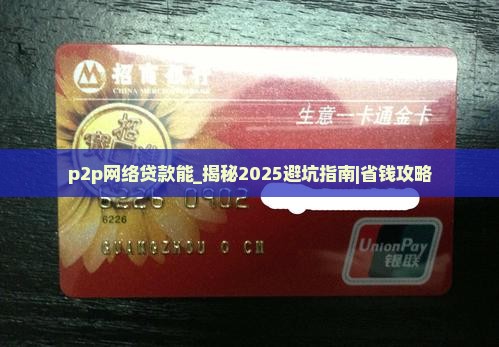 招商银行
CHINA MERCHANTS BANK
生意一卡通金卡
p2p网络贷款能_揭秘2025避坑指南|省钱攻略
6226 0902
6226
GUANGZHOU O CM
UnionPay
银联